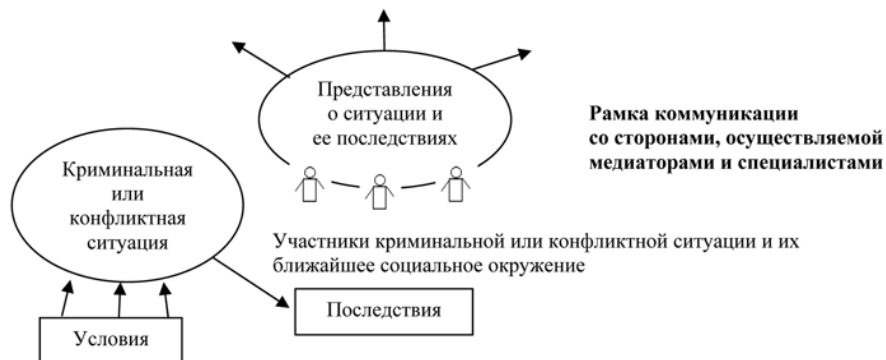 Представления
о ситуации и
ее последствиях
Рамка коммуникации
со сторонами, осуществляемой
медиаторами и специалистами
Криминальная
или
конфликтная
ситуация
Участники криминальной или конфликтной ситуации и их
ближайшее социальное окружение
Последствия
Условия